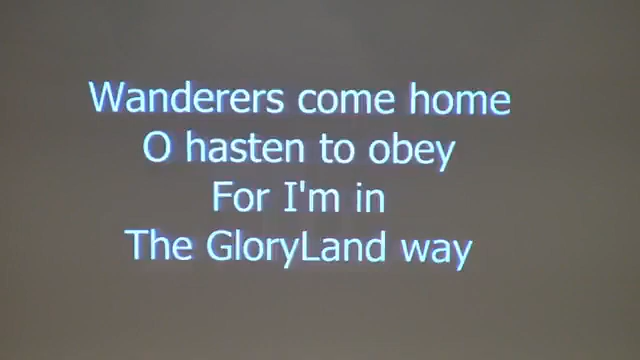 Wanderers come home
O hasten to obey
For I'm in
The GloryLand way